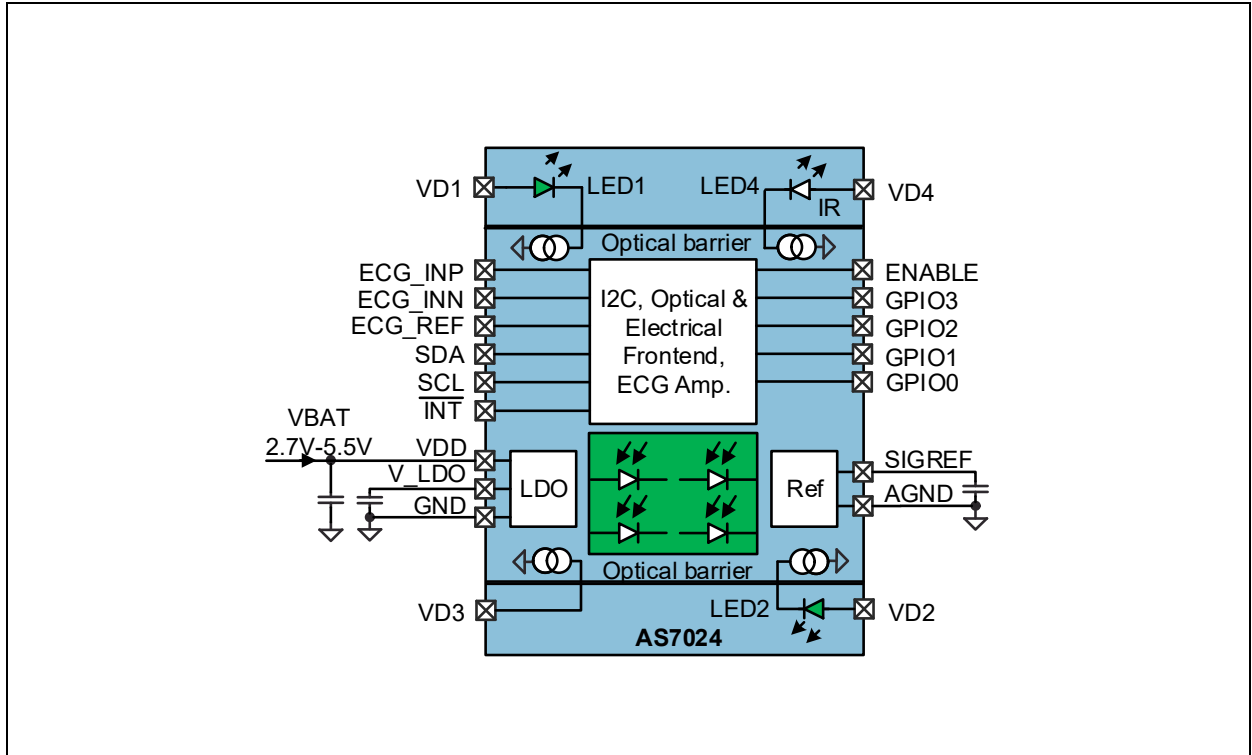 VD1
LED1
LED4
IR
VD4
Optical barrier
ECG_INP
ECG_INN
ECG_REF
SDA
SCL
INT
I2C, Optical &
Electrical
Frontend,
ECG Amp.
ENABLE
GPIO3
GPIO2
GPIO1
GPIO0
VBAT
2.7V-5.5V
VDD
V_LDO
GND
LDO
Ref
SIGREF
AGND
Optical barrier
VD3
LED2
VD2
AS7024